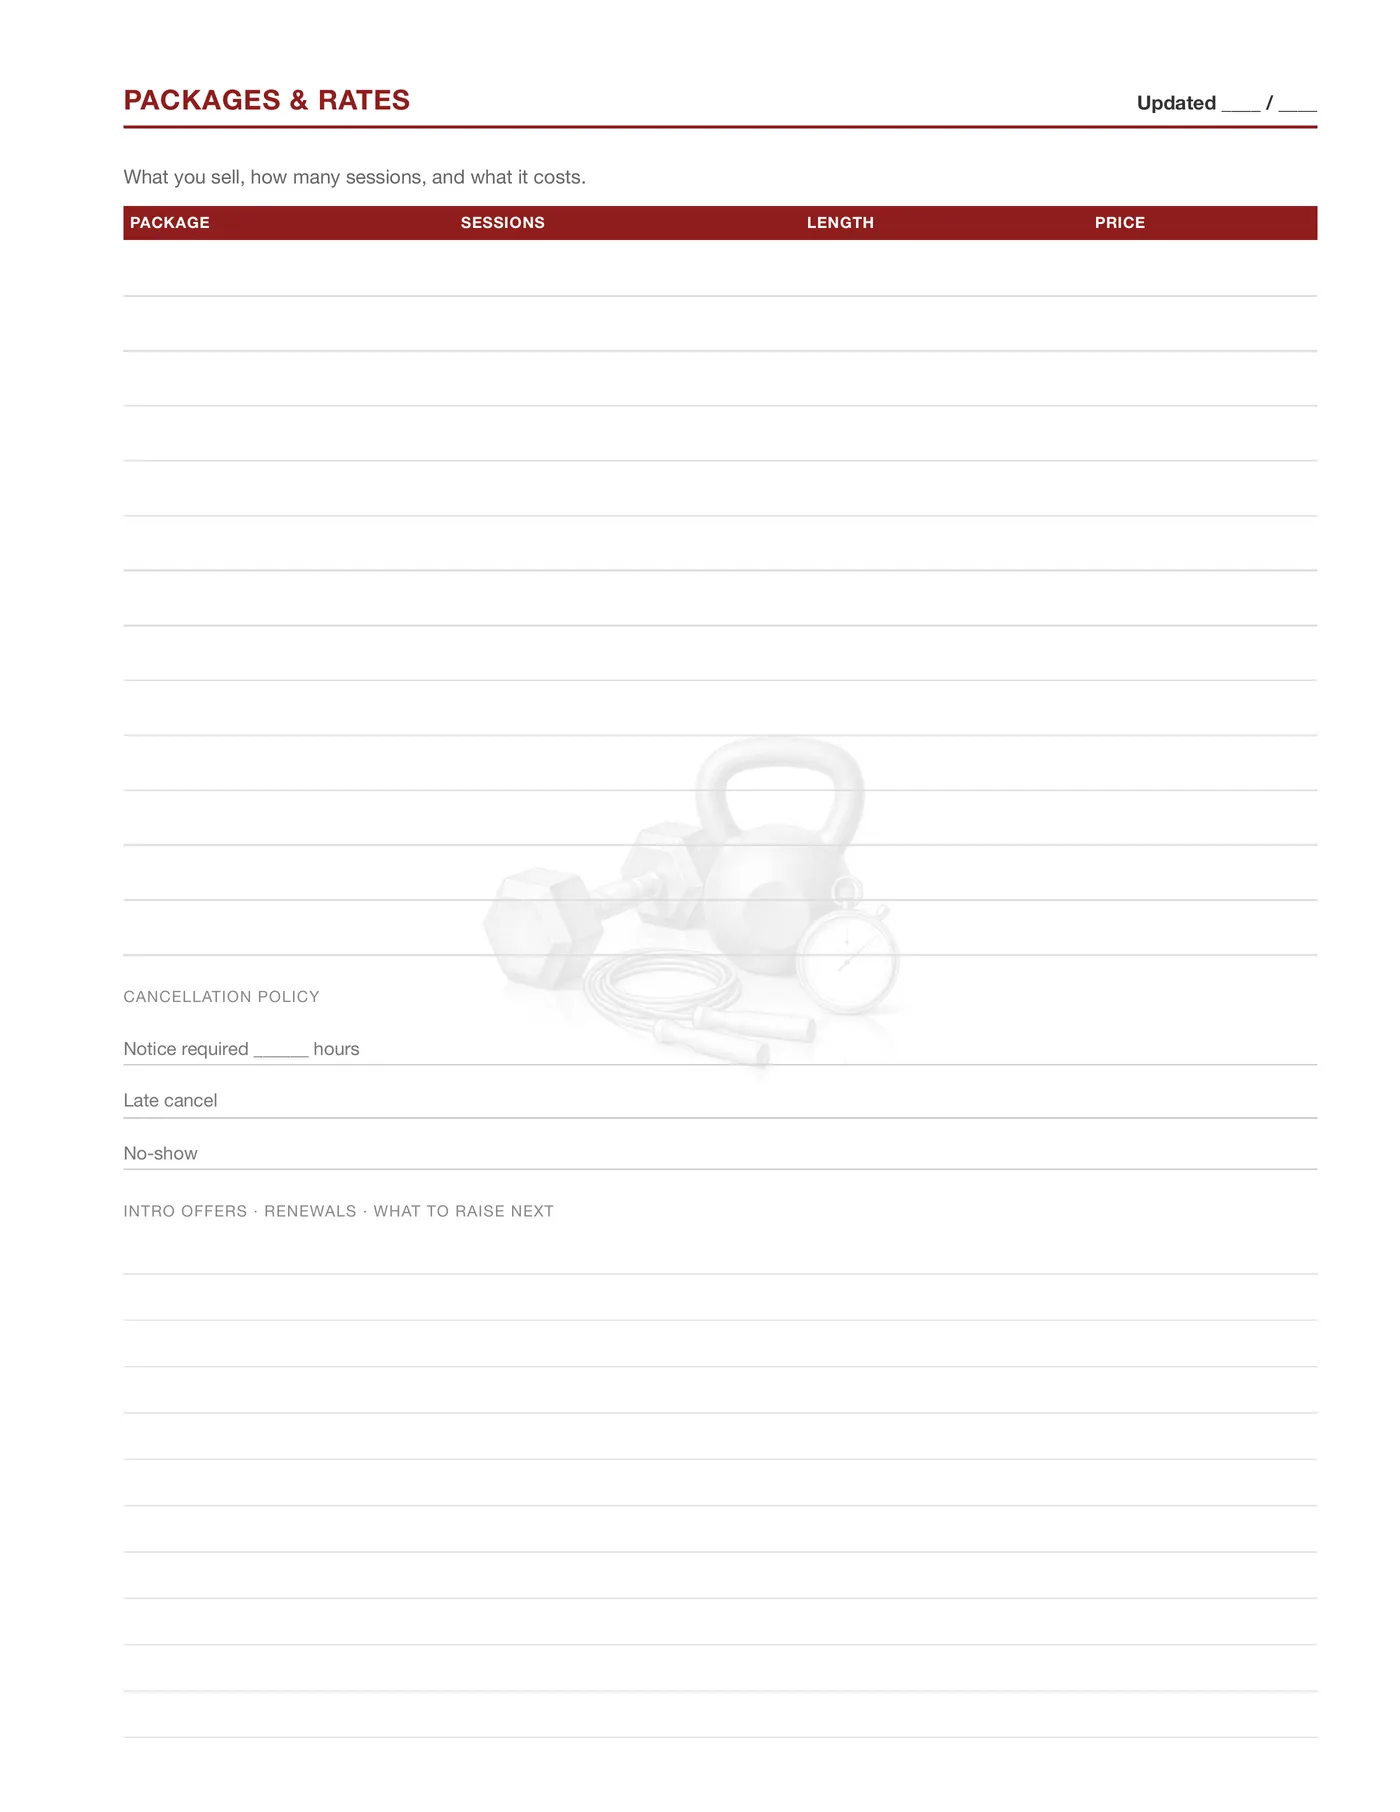 PACKAGES & RATES
Updated ____ / ____
What you sell, how many sessions, and what it costs.
PACKAGE SESSIONS LENGTH PRICE
CANCELLATION POLICY
Notice required ______ hours
Late cancel
No-show
INTRO OFFERS · RENEWALS · WHAT TO RAISE NEXT